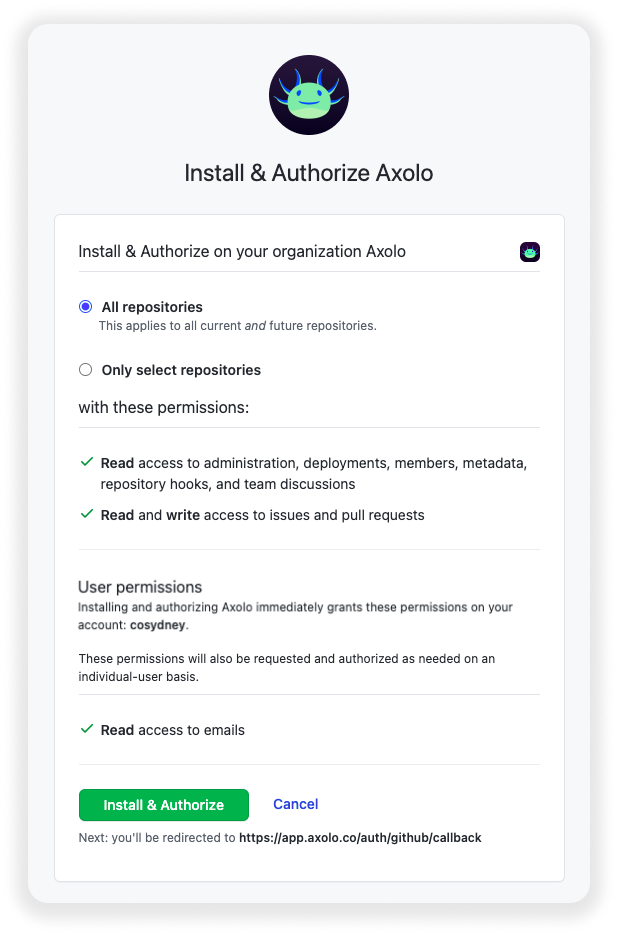 Install & Authorize Axolo
Install & Authorize on your organization Axolo
All repositories
This applies to all current and future repositories.
Only select repositories
with these permissions:
Read access to administration, deployments, members, metadata,
repository hooks, and team discussions
Read and write access to issues and pull requests
User permissions
Installing and authorizing Axolo immediately grants these permissions on your
account: cosydney.
These permissions will also be requested and authorized as needed on an
individual-user basis.
Read access to emails
Install & Authorize
Cancel
Next: you'll be redirected to https://app.axolo.co/auth/github/callback